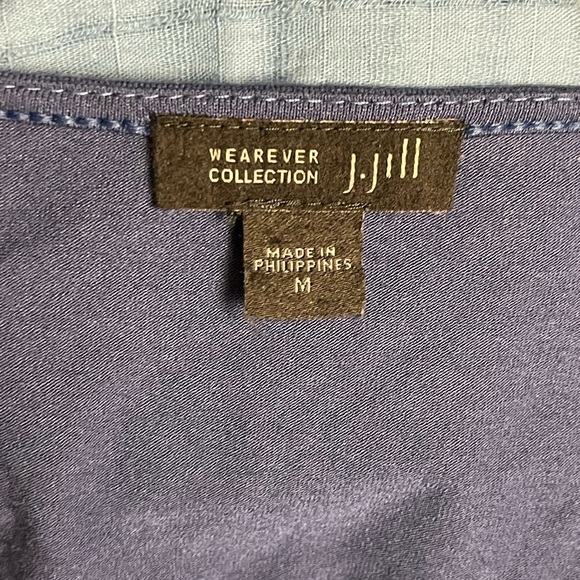 WEAREVER
COLLECTION
J.Jill
MADE IN
PHILIPPINES
M